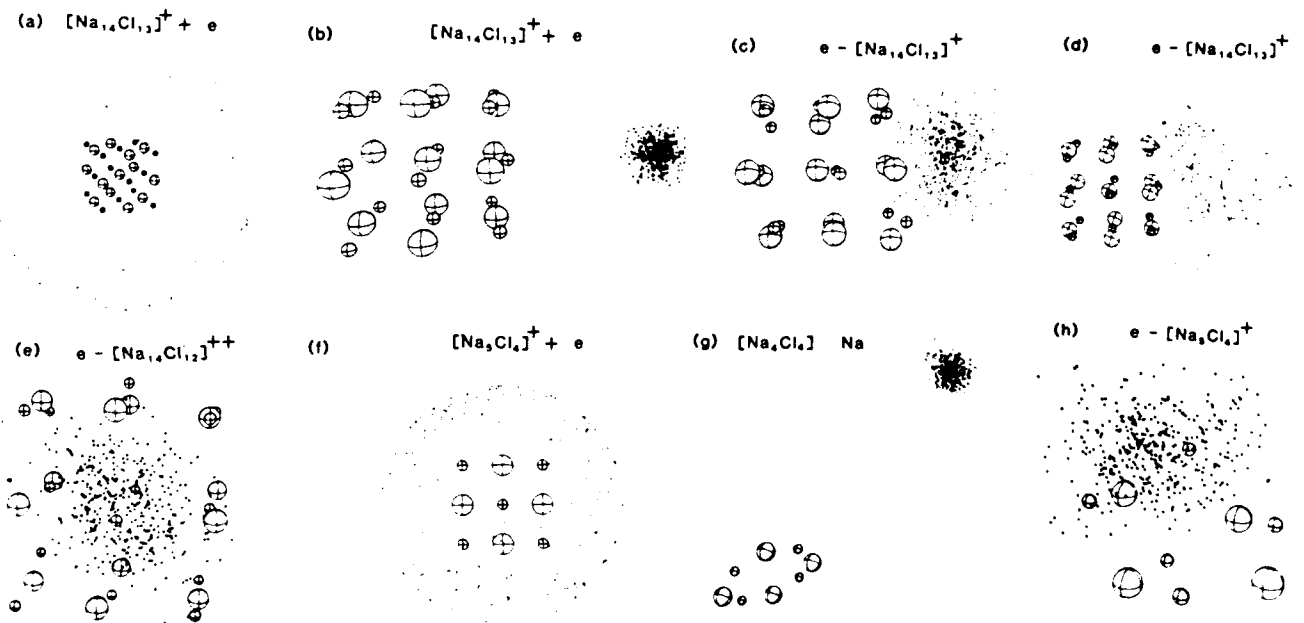 (a) [Na₁₄Cl₁₃]⁺ + e
(b) [Na₁₄Cl₁₃]⁺ + e
(c) e – [Na₁₄Cl₁₃]⁺
(d) e – [Na₁₄Cl₁₃]⁺
(e) e – [Na₁₄Cl₁₂]⁺⁺
(f) [Na₅Cl₄]⁺ + e
(g) [Na₄Cl₄] Na
(h) e – [Na₅Cl₄]⁺